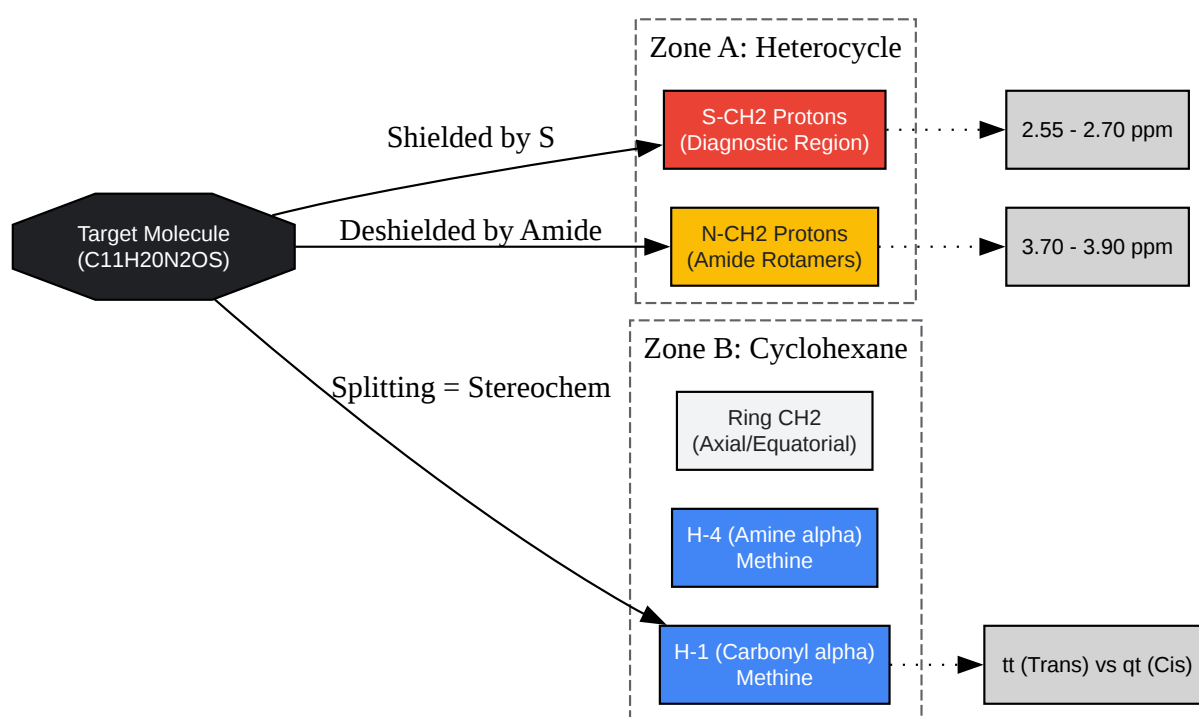 Zone A: Heterocycle
S-CH2 Protons
(Diagnostic Region)
2.55 - 2.70 ppm
Shielded by S
Target Molecule
(C11H20N2OS)
Deshielded by Amide
N-CH2 Protons
(Amide Rotamers)
3.70 - 3.90 ppm
Zone B: Cyclohexane
Splitting = Stereochem
Ring CH2
(Axial/Equatorial)
H-4 (Amine alpha)
Methine
H-1 (Carbonyl alpha)
Methine
tt (Trans) vs qt (Cis)